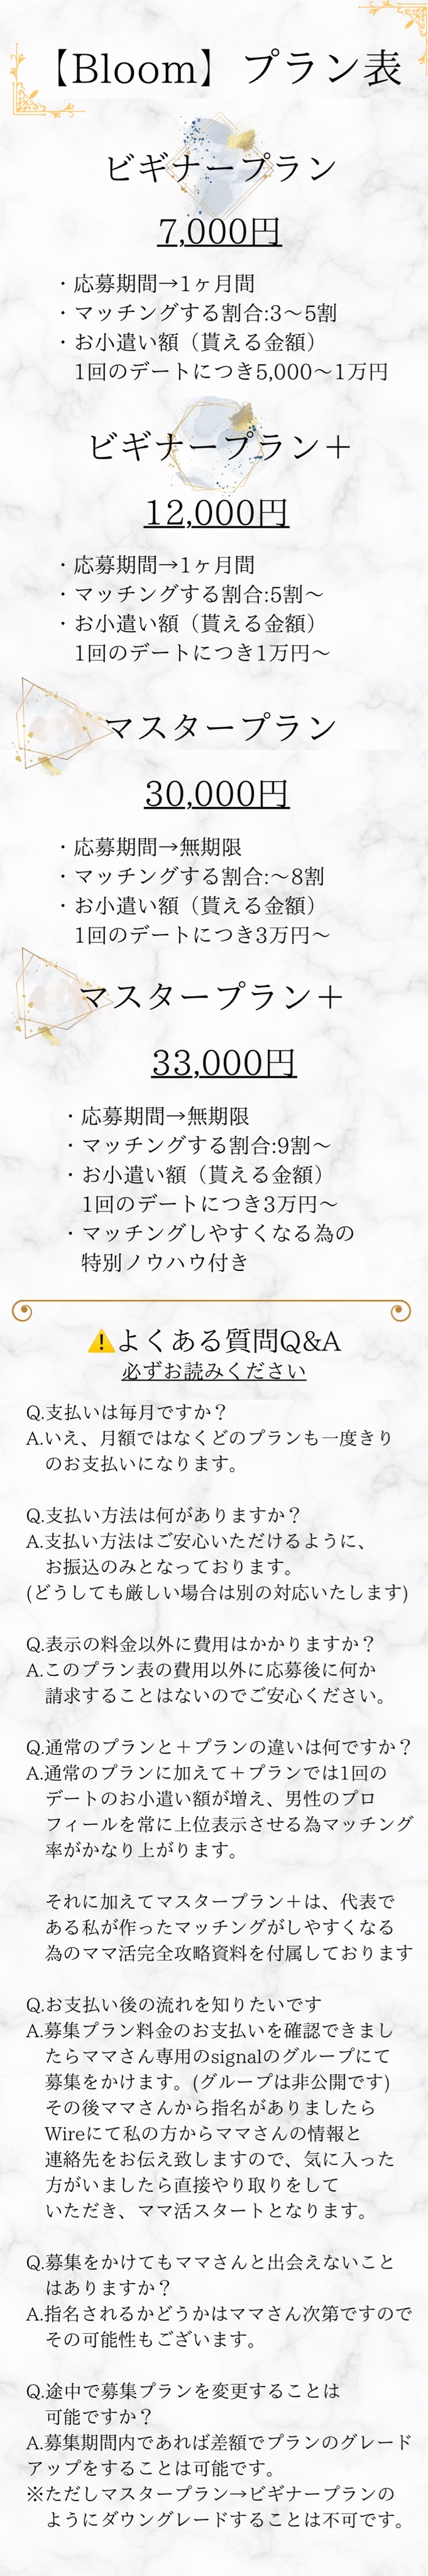 【Bloom】プラン表
ビギナープラン
7,000円
・応募期間→1ヶ月間
・マッチングする割合:3〜5割
・お小遣い額（貰える金額）
1回のデートにつき5,000〜1万円
ビギナープラン＋
12,000円
・応募期間→1ヶ月間
・マッチングする割合:5割〜
・お小遣い額（貰える金額）
1回のデートにつき1万円〜
マスタープラン
30,000円
・応募期間→無期限
・マッチングする割合:〜8割
・お小遣い額（貰える金額）
1回のデートにつき3万円〜
マスタープラン＋
33,000円
・応募期間→無期限
・マッチングする割合:9割〜
・お小遣い額（貰える金額）
1回のデートにつき3万円〜
・マッチングしやすくなる為の
特別ノウハウ付き
⚠️よくある質問Q&A
必ずお読みください
Q.支払いは毎月ですか？
A.いえ、月額ではなくどのプランも一度きり
のお支払いになります。
Q.支払い方法は何がありますか？
A.支払い方法はご安心いただけるように、
お振込のみとなっております。
(どうしても厳しい場合は別の対応いたします)
Q.表示の料金以外に費用はかかりますか？
A.このプラン表の費用以外に応募後に何か
請求することはないのでご安心ください。
Q.通常のプランと＋プランの違いは何ですか？
A.通常のプランに加えて＋プランでは1回の
デートのお小遣い額が増え、男性のプロ
フィールを常に上位表示させる為マッチング
率がかなり上がります。
それに加えてマスタープラン＋は、代表で
ある私が作ったマッチングがしやすくなる
為のママ活完全攻略資料を付属しております
Q.お支払い後の流れを知りたいです
A.募集プラン料金のお支払いを確認できまし
たらママさん専用のsignalのグループにて
募集をかけます。(グループは非公開です)
その後ママさんから指名がありましたら
Wireにて私の方からママさんの情報と
連絡先をお伝え致しますので、気に入った
方がいましたら直接やり取りをして
いただき、ママ活スタートとなります。
Q.募集をかけてもママさんと出会えないこと
はありますか？
A.指名されるかどうかはママさん次第ですので
その可能性もございます。
Q.途中で募集プランを変更することは
可能ですか？
A.募集期間内であれば差額でプランのグレード
アップをすることは可能です。
※ただしマスタープラン→ビギナープランの
ようにダウングレードすることは不可です。